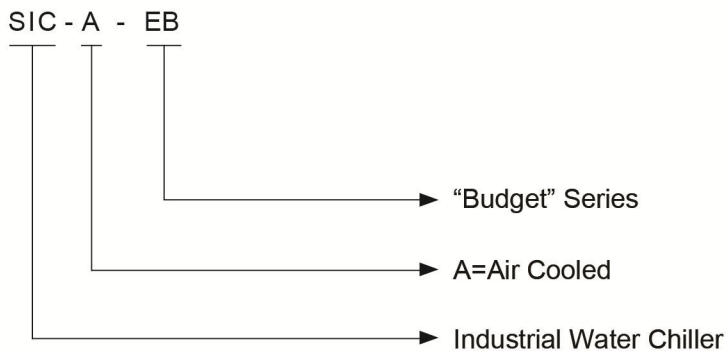 SIC - A - EB
“Budget” Series
A=Air Cooled
Industrial Water Chiller